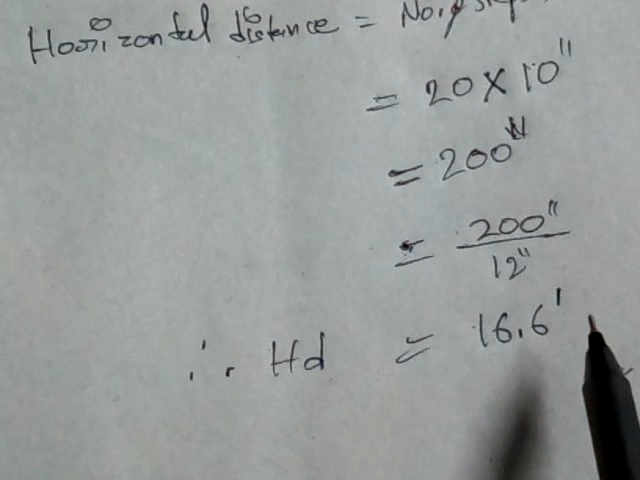 Horizontal distance = No. of
= 20 × 10"
= 200"
= 200" / 12"
∴ Hd = 16.6'